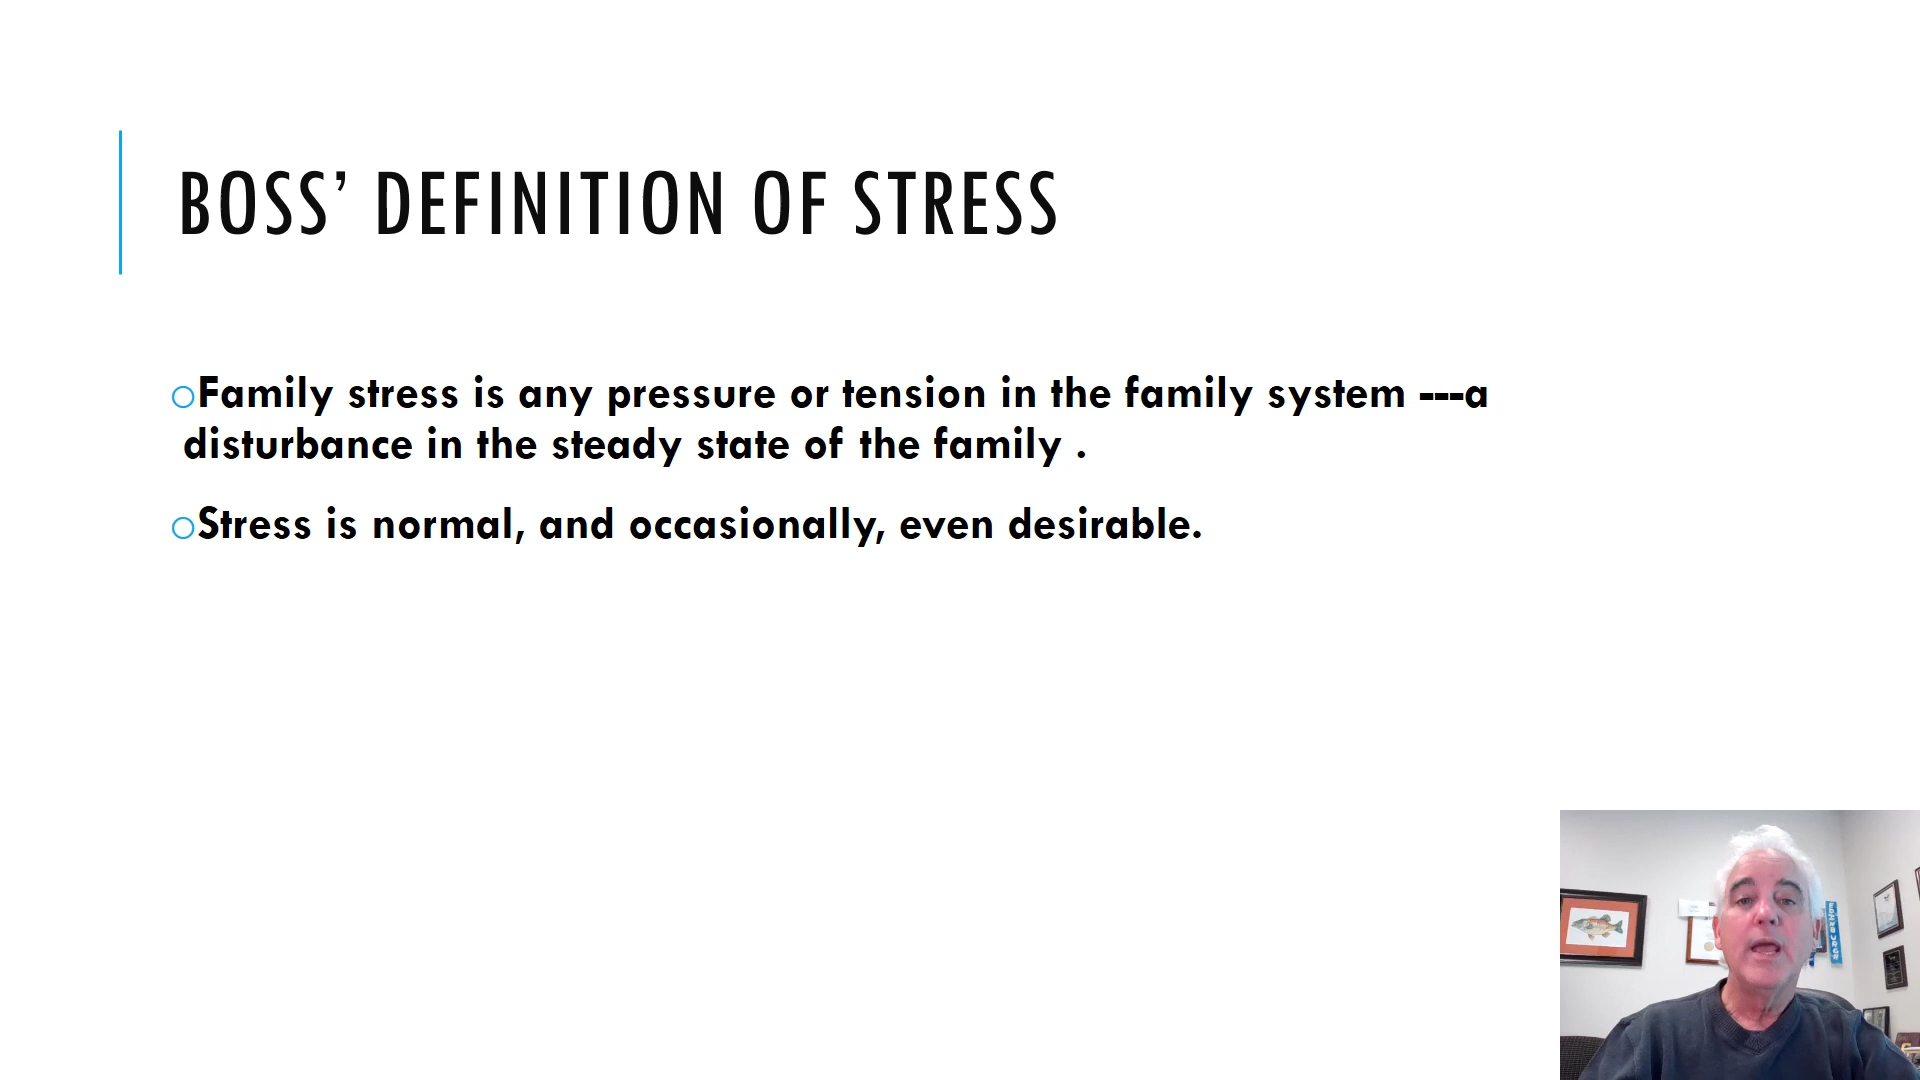 BOSS’ DEFINITION OF STRESS
Family stress is any pressure or tension in the family system ---a
disturbance in the steady state of the family .
Stress is normal, and occasionally, even desirable.